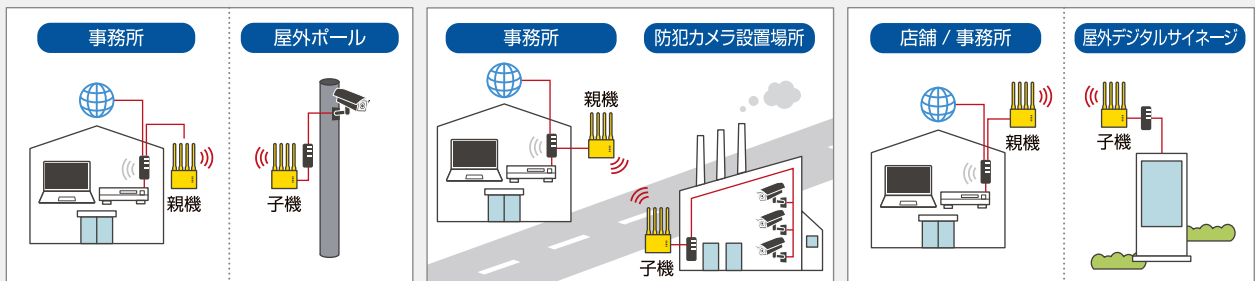 事務所
屋外ポール
親機
子機
事務所
防犯カメラ設置場所
親機
子機
店舗 / 事務所
屋外デジタルサイネージ
親機
子機